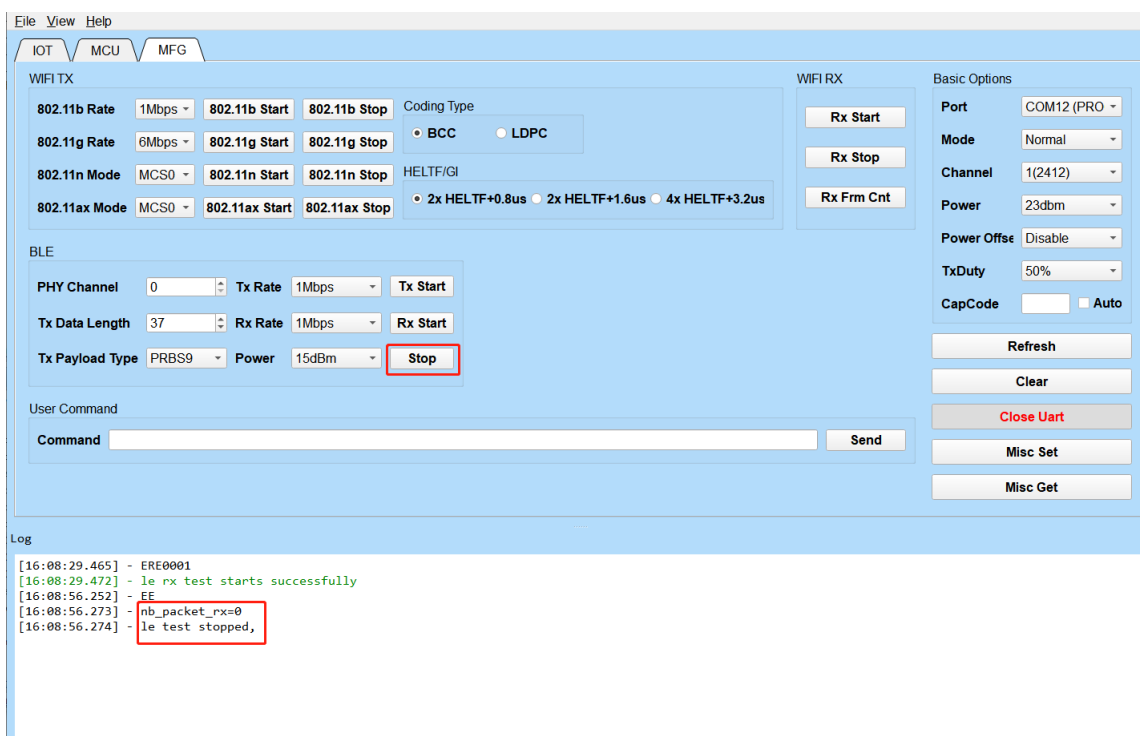 File View Help
IOT MCU MFG
WIFI TX
802.11b Rate 1Mbps 802.11b Start 802.11b Stop
802.11g Rate 6Mbps 802.11g Start 802.11g Stop
802.11n Mode MCS0 802.11n Start 802.11n Stop
802.11ax Mode MCS0 802.11ax Start 802.11ax Stop
Coding Type
BCC LDPC
HELTF/GI
2x HELTF+0.8us 2x HELTF+1.6us 4x HELTF+3.2us
WIFI RX
Rx Start
Rx Stop
Rx Frm Cnt
Basic Options
Port COM12 (PRO
Mode Normal
Channel 1(2412)
Power 23dbm
Power Offse Disable
TxDuty 50%
CapCode Auto
BLE
PHY Channel 0 Tx Rate 1Mbps Tx Start
Tx Data Length 37 Rx Rate 1Mbps Rx Start
Tx Payload Type PRBS9 Power 15dBm Stop
User Command
Command Send
Refresh
Clear
Close Uart
Misc Set
Misc Get
Log
[16:08:29.465] - ERE0001
[16:08:29.472] - le rx test starts successfully
[16:08:56.252] - EE
[16:08:56.273] - nb_packet_rx=0
[16:08:56.274] - le test stopped,